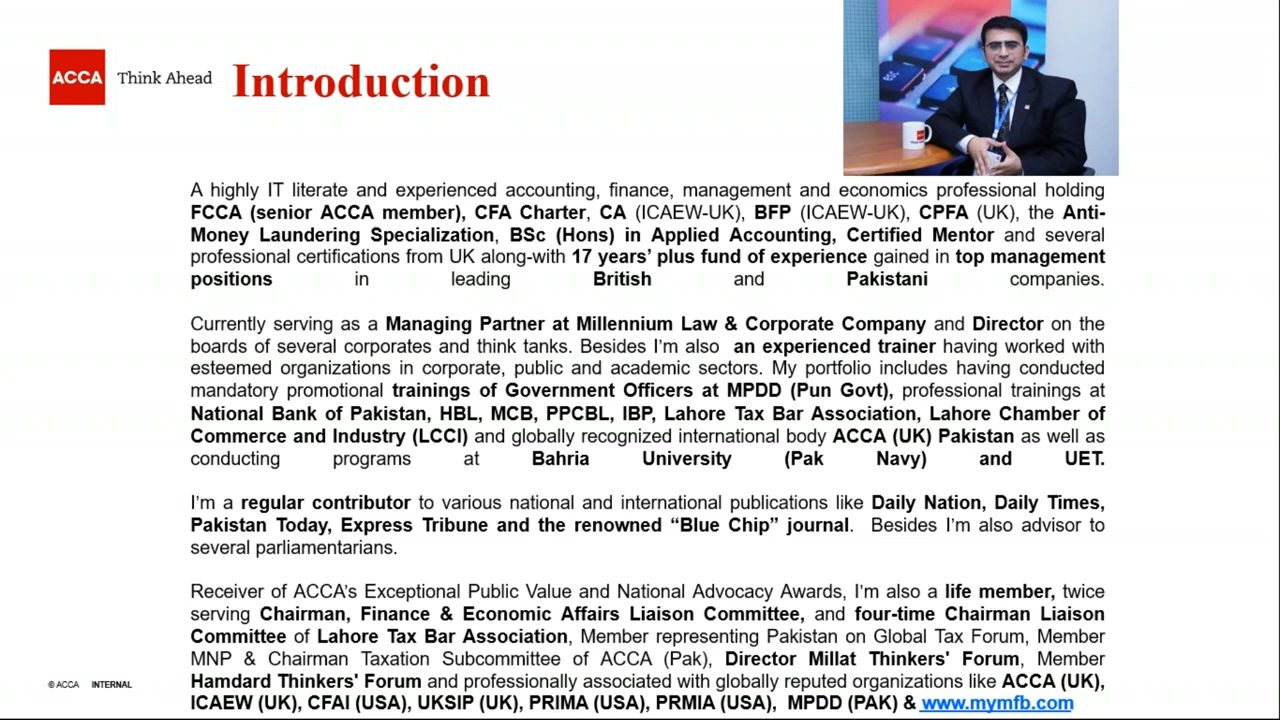 ACCA Think Ahead Introduction
A highly IT literate and experienced accounting, finance, management and economics professional holding
FCCA (senior ACCA member), CFA Charter, CA (ICAEW-UK), BFP (ICAEW-UK), CPFA (UK), the Anti-
Money Laundering Specialization, BSc (Hons) in Applied Accounting, Certified Mentor and several
professional certifications from UK along-with 17 years’ plus fund of experience gained in top management
positions in leading British and Pakistani companies.
Currently serving as a Managing Partner at Millennium Law & Corporate Company and Director on the
boards of several corporates and think tanks. Besides I’m also an experienced trainer having worked with
esteemed organizations in corporate, public and academic sectors. My portfolio includes having conducted
mandatory promotional trainings of Government Officers at MPDD (Pun Govt), professional trainings at
National Bank of Pakistan, HBL, MCB, PPCBL, IBP, Lahore Tax Bar Association, Lahore Chamber of
Commerce and Industry (LCCI) and globally recognized international body ACCA (UK) Pakistan as well as
conducting programs at Bahria University (Pak Navy) and UET.
I’m a regular contributor to various national and international publications like Daily Nation, Daily Times,
Pakistan Today, Express Tribune and the renowned “Blue Chip” journal. Besides I’m also advisor to
several parliamentarians.
Receiver of ACCA’s Exceptional Public Value and National Advocacy Awards, I’m also a life member, twice
serving Chairman, Finance & Economic Affairs Liaison Committee, and four-time Chairman Liaison
Committee of Lahore Tax Bar Association, Member representing Pakistan on Global Tax Forum, Member
MNP & Chairman Taxation Subcommittee of ACCA (Pak), Director Millat Thinkers' Forum, Member
Hamdard Thinkers' Forum and professionally associated with globally reputed organizations like ACCA (UK),
ICAEW (UK), CFAI (USA), UKSIP (UK), PRIMA (USA), PRMIA (USA), MPDD (PAK) & www.mymfb.com
© ACCA INTERNAL